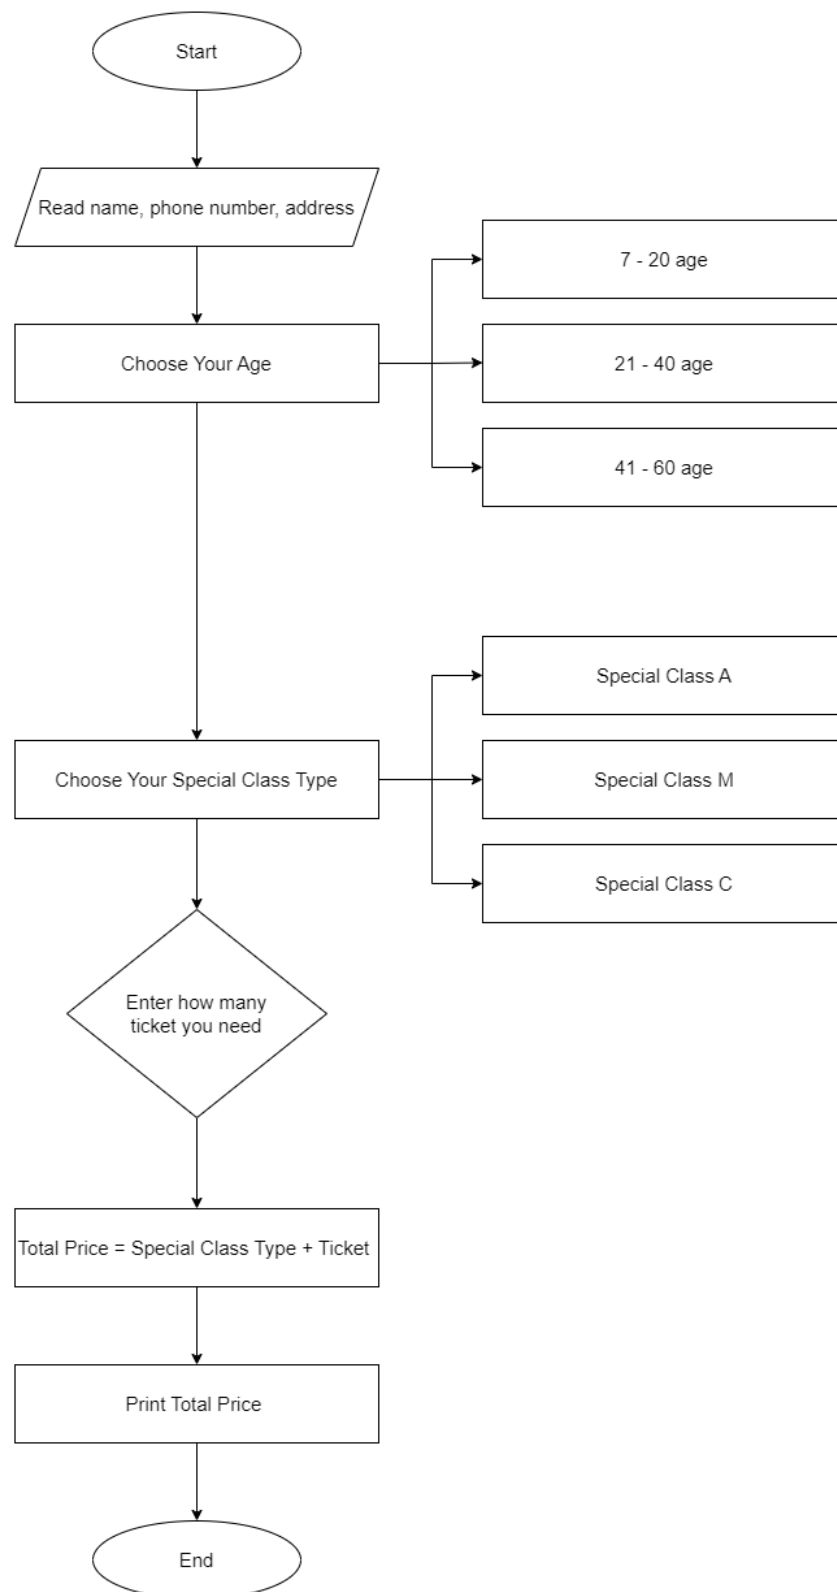 Start
Read name, phone number, address
Choose Your Age
7 - 20 age
21 - 40 age
41 - 60 age
Choose Your Special Class Type
Special Class A
Special Class M
Special Class C
Enter how many
ticket you need
Total Price = Special Class Type + Ticket
Print Total Price
End